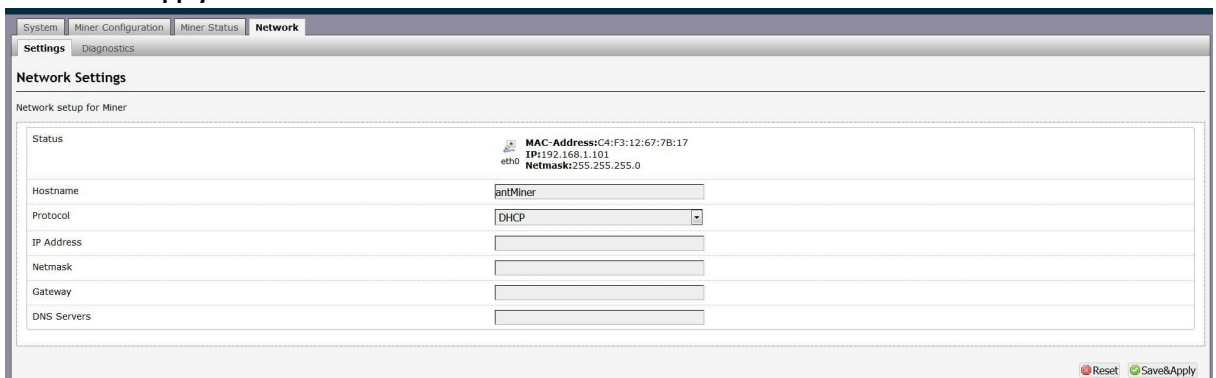 System Miner Configuration Miner Status Network
Settings Diagnostics
Network Settings
Network setup for Miner
Status
MAC-Address:C4:F3:12:67:7B:17
IP:192.168.1.101
eth0
Netmask:255.255.255.0
Hostname antMiner
Protocol DHCP
IP Address
Netmask
Gateway
DNS Servers
Reset Save&Apply